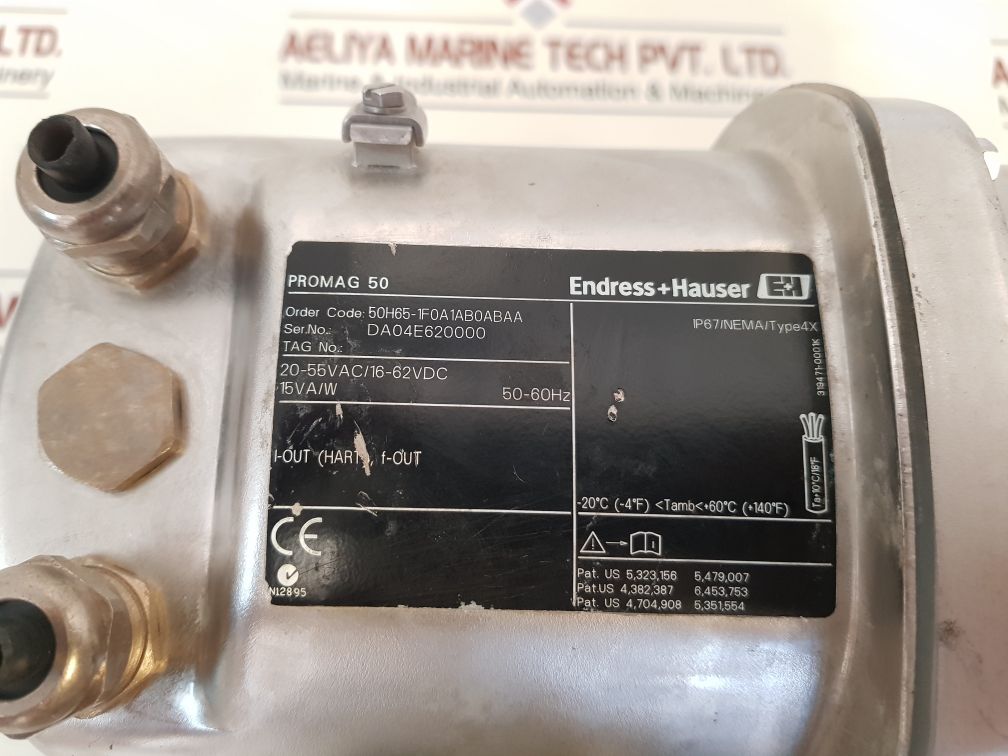 LTD.
AELIYA MARINE TECH PVT. LTD.
Marine & Industrial Automation & Machinery
PROMAG 50
Endress+Hauser
Order Code: 50H65-1F0A1AB0ABAA
Ser.No.: DA04E620000
TAG No.:
20-55VAC/16-62VDC
15VA/W 50-60Hz
I-OUT (HART), f-OUT
CE
N12895
IP67/NEMA/Type4X
319471-0001K
Ta+10°C/18°F
-20°C (-4°F) <Tamb<+60°C (+140°F)
Pat. US 5,323,156 5,479,007
Pat.US 4,382,387 6,453,753
Pat. US 4,704,908 5,351,554